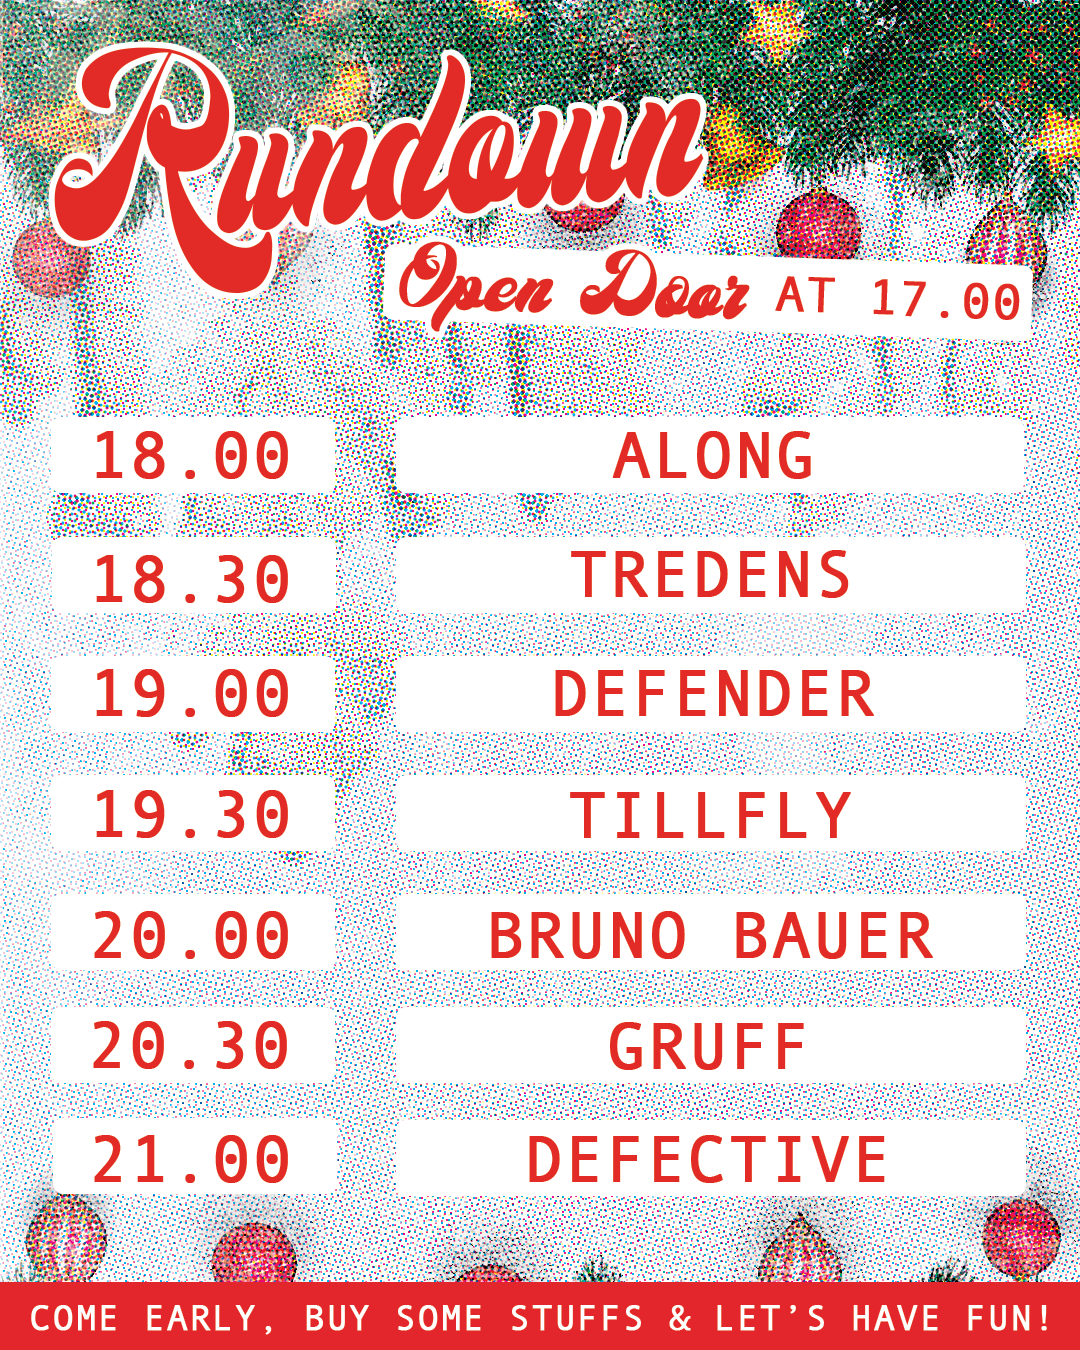 Rundown
Open Door AT 17.00
18.00 ALONG
18.30 TREDENS
19.00 DEFENDER
19.30 TILLFLY
20.00 BRUNO BAUER
20.30 GRUFF
21.00 DEFECTIVE
COME EARLY, BUY SOME STUFFS & LET’S HAVE FUN!